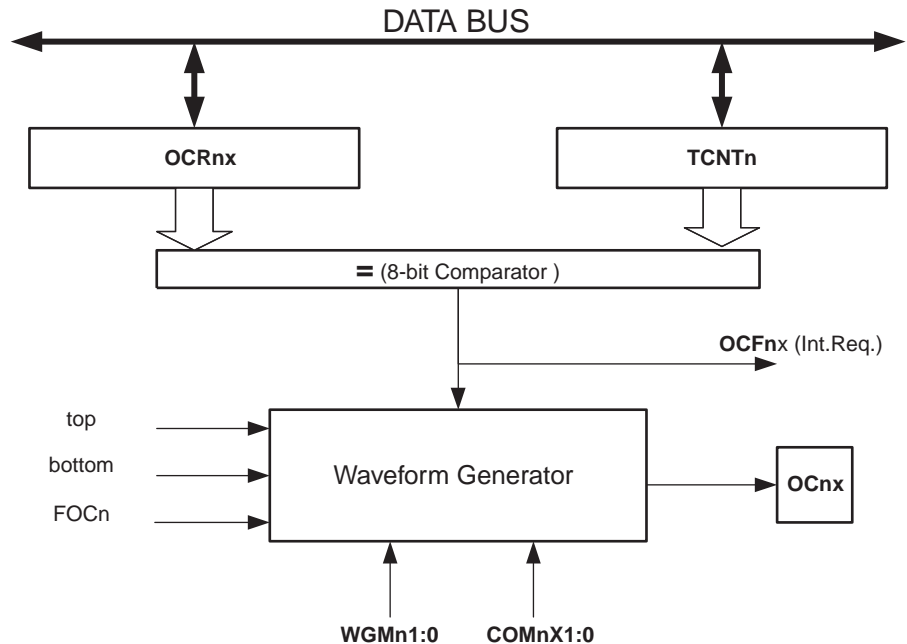 DATA BUS
OCRnx
TCNTn
= (8-bit Comparator )
OCFnx (Int.Req.)
top
bottom
FOCn
Waveform Generator
OCnx
WGMn1:0
COMnX1:0